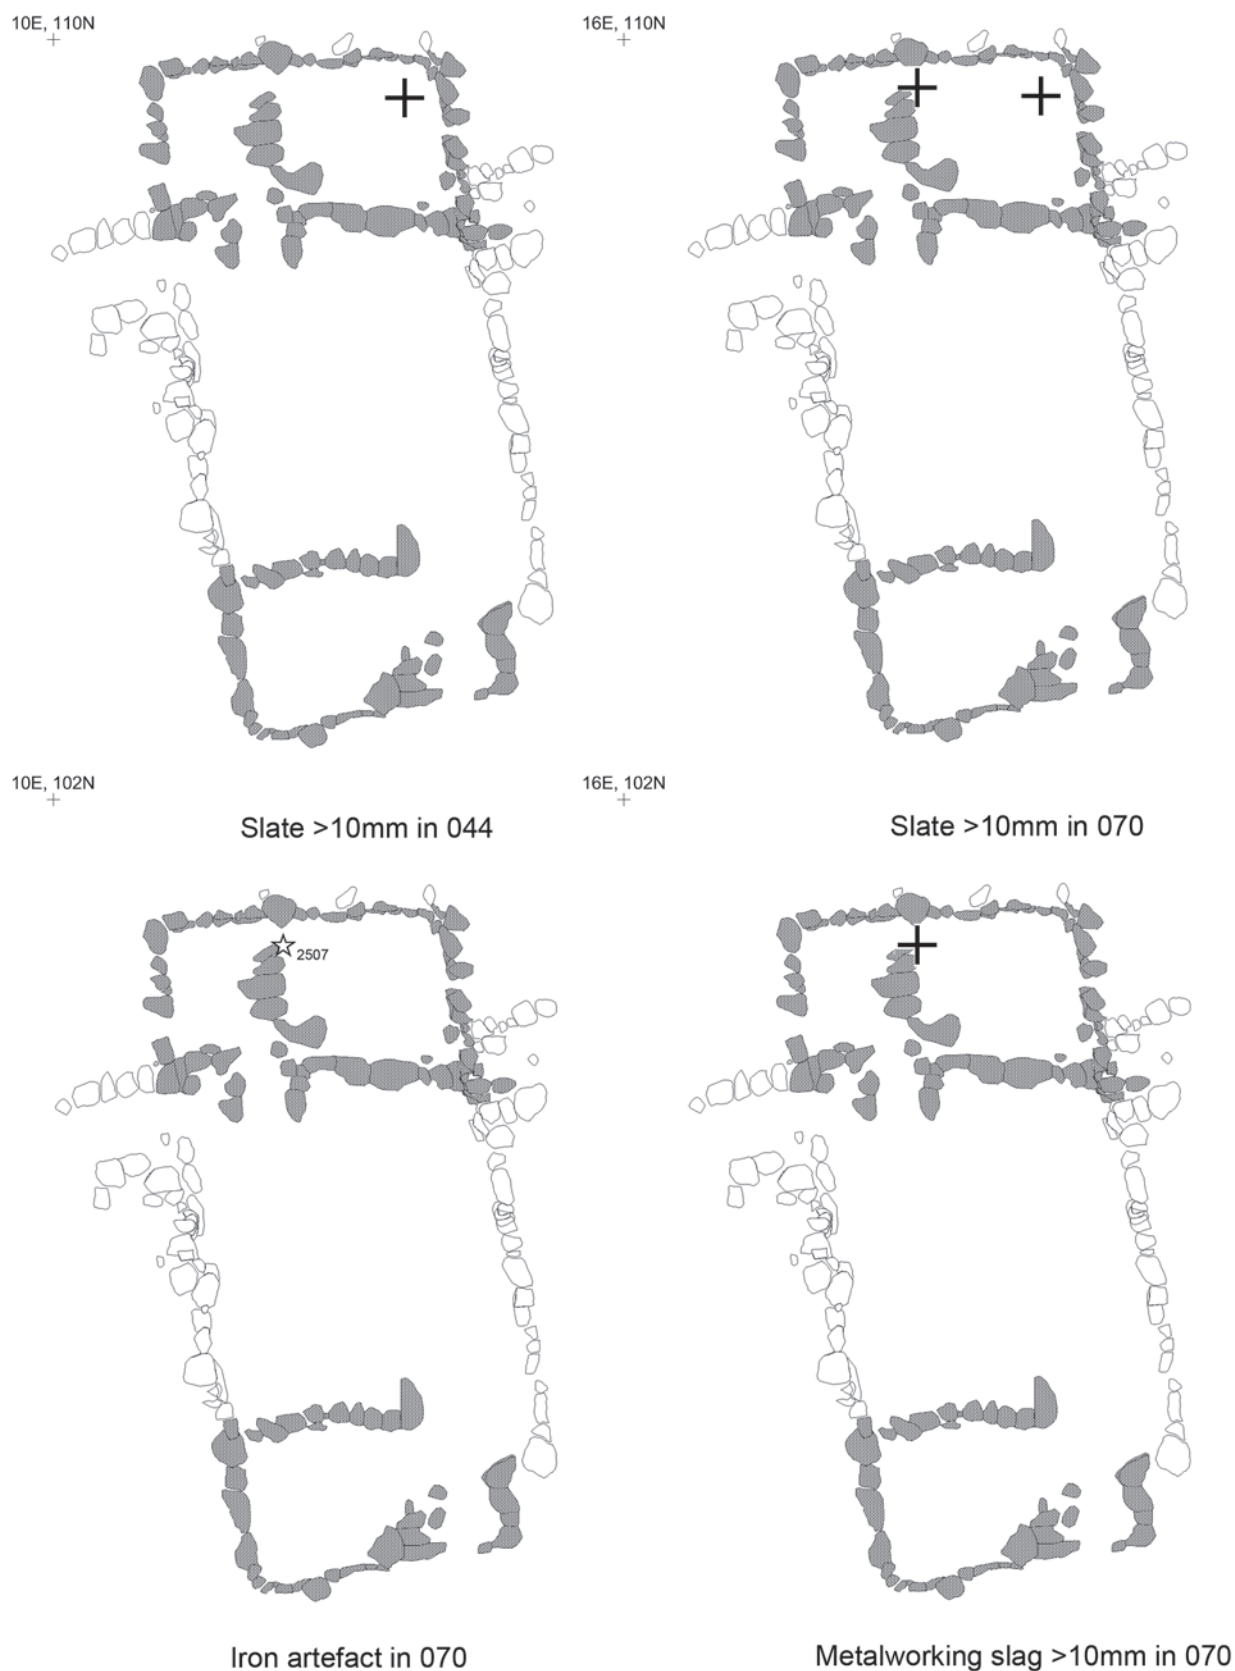 10E, 110N
16E, 110N
10E, 102N
16E, 102N
Slate >10mm in 044
Slate >10mm in 070
2507
Iron artefact in 070
Metalworking slag >10mm in 070